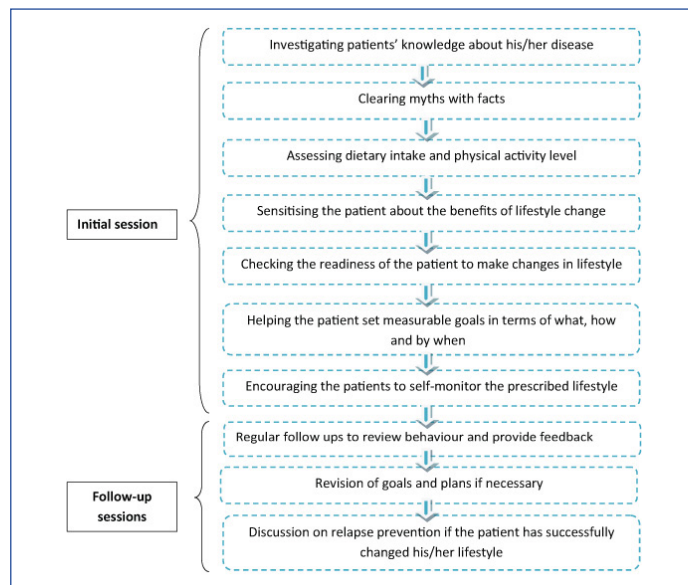 Investigating patients' knowledge about his/her disease
Clearing myths with facts
Assessing dietary intake and physical activity level
Sensitising the patient about the benefits of lifestyle change
Initial session
Checking the readiness of the patient to make changes in lifestyle
Helping the patient set measurable goals in terms of what, how
and by when
Encouraging the patients to self-monitor the prescribed lifestyle
Regular follow ups to review behaviour and provide feedback
Revision of goals and plans if necessary
Follow-up
sessions
Discussion on relapse prevention if the patient has successfully
changed his/her lifestyle